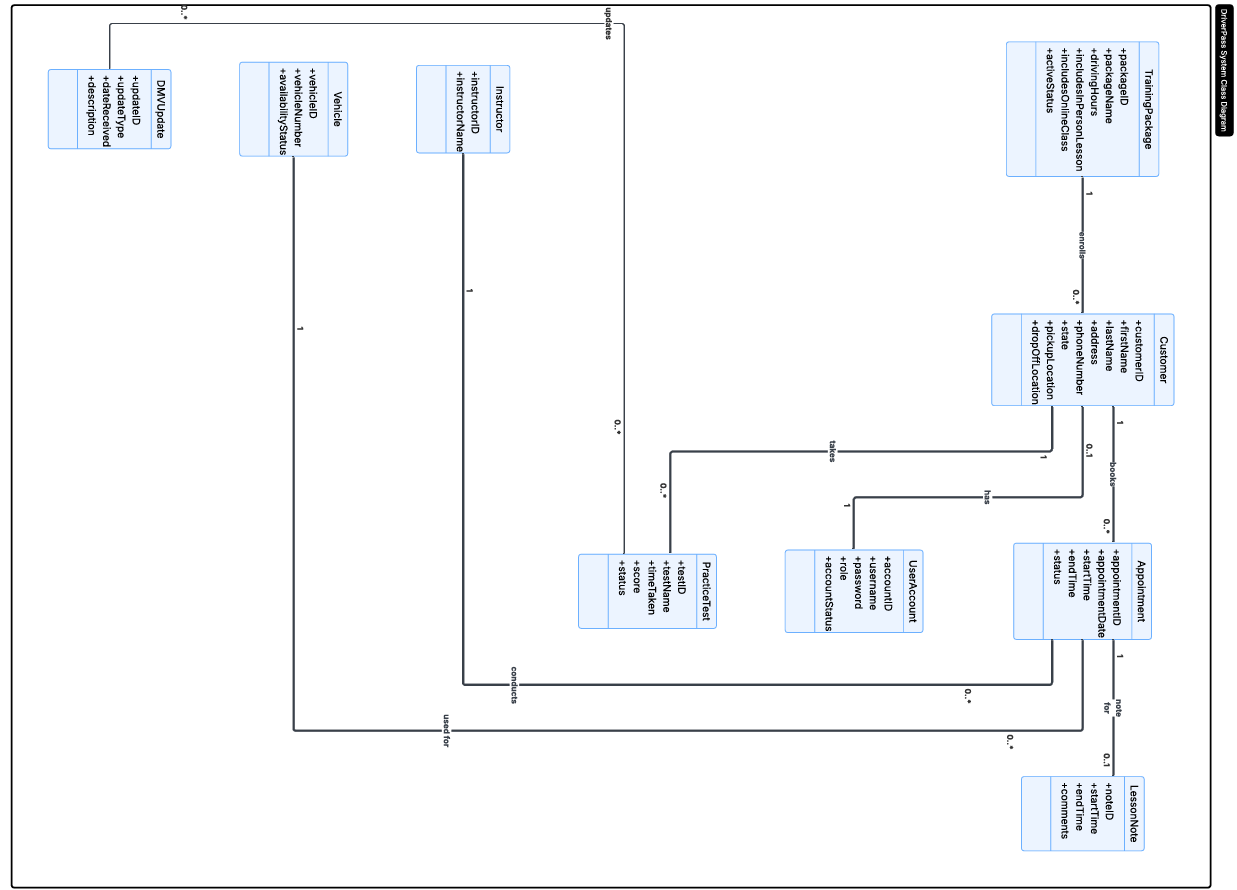 DriverPass System Class Diagram
TrainingPackage
+packageID
+packageName
+drivingHours
+includesInPersonLesson
+includesOnlineClass
+activeStatus
1
enrolls
0..*
Customer
+customerID
+firstName
+lastName
+address
+phoneNumber
+state
+pickupLocation
+dropOffLocation
1
books
0..*
0..1
has
1
1
takes
0..*
Appointment
+appointmentID
+appointmentDate
+startTime
+endTime
+status
1
note
for
0..1
LessonNote
+noteID
+startTime
+endTime
+comments
UserAccount
+accountID
+username
+password
+role
+accountStatus
PracticeTest
+testID
+testName
+timeTaken
+score
+status
Instructor
+instructorID
+instructorName
1
conducts
0..*
Vehicle
+vehicleID
+vehicleNumber
+availabilityStatus
1
used for
0..*
DMVUpdate
+updateID
+updateType
+dateReceived
+description
0..*
updates
0..*